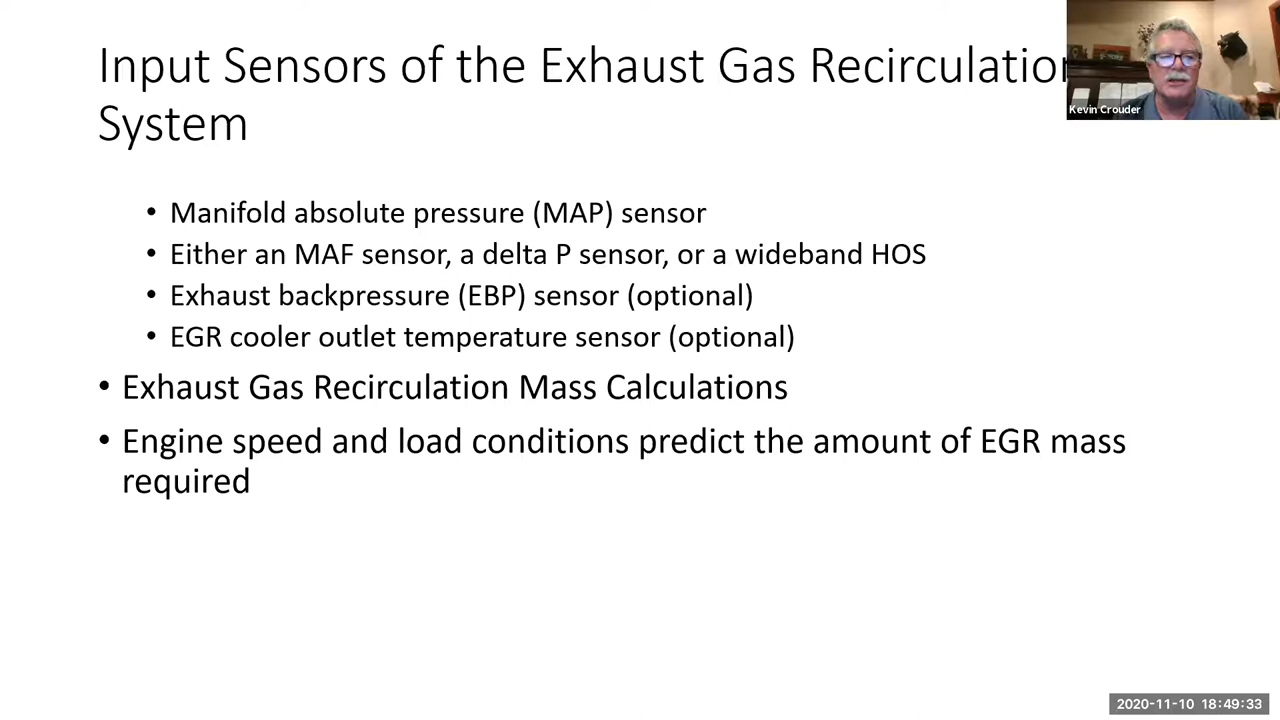 Input Sensors of the Exhaust Gas Recirculation
System
• Manifold absolute pressure (MAP) sensor
• Either an MAF sensor, a delta P sensor, or a wideband HOS
• Exhaust backpressure (EBP) sensor (optional)
• EGR cooler outlet temperature sensor (optional)
• Exhaust Gas Recirculation Mass Calculations
• Engine speed and load conditions predict the amount of EGR mass
required
Kevin Crouder
2020-11-10 18:49:33